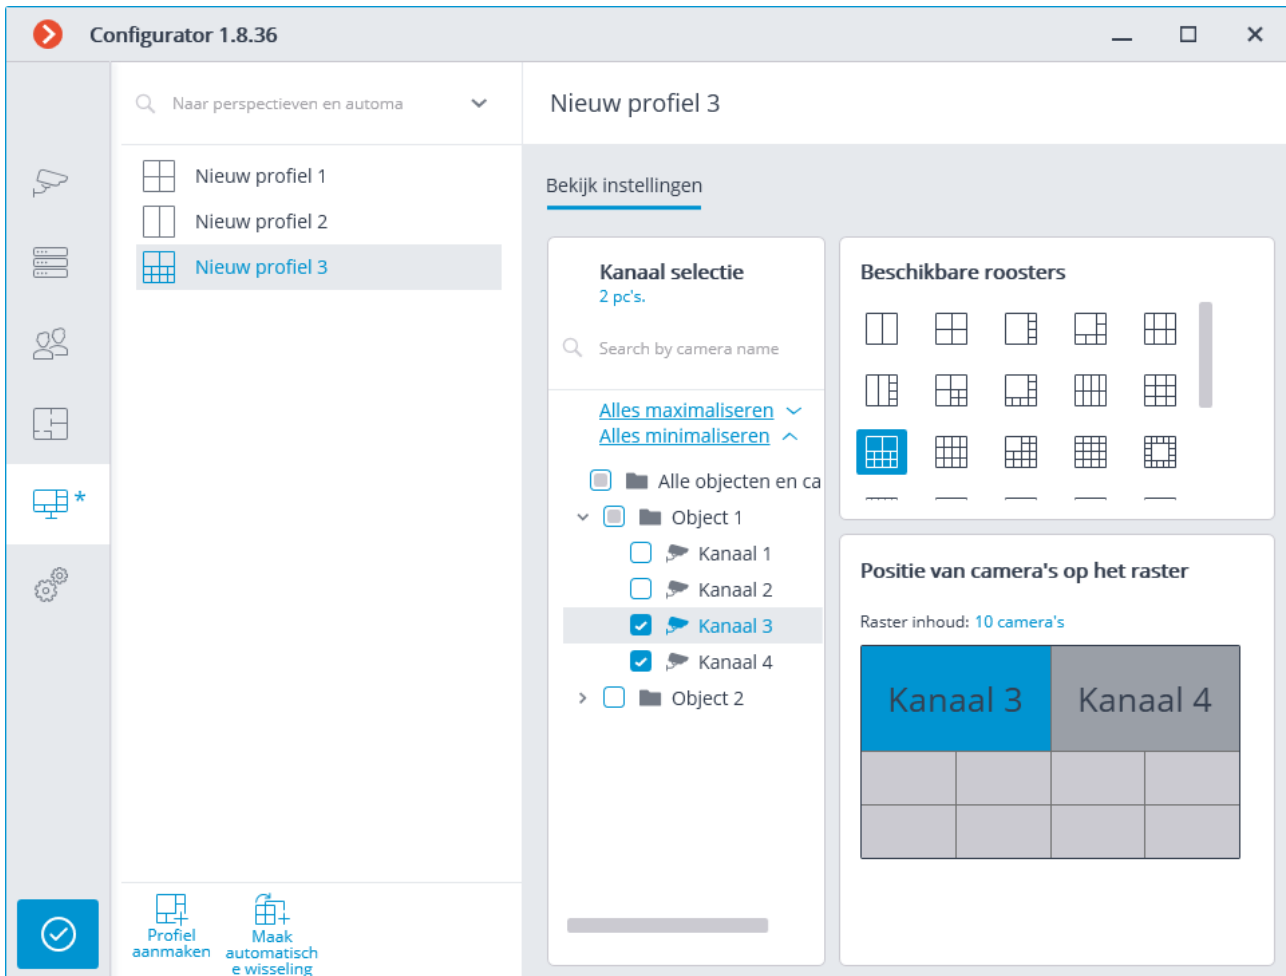 Configurator 1.8.36
Naar perspectieven en automa
Nieuw profiel 1
Nieuw profiel 2
Nieuw profiel 3
Profiel
aanmaken
Maak
automatisch
e wisseling
Nieuw profiel 3
Bekijk instellingen
Kanaal selectie
2 pc's.
Search by camera name
Alles maximaliseren
Alles minimaliseren
Alle objecten en ca
Object 1
Kanaal 1
Kanaal 2
Kanaal 3
Kanaal 4
Object 2
Beschikbare roosters
Positie van camera's op het raster
Raster inhoud: 10 camera's
Kanaal 3
Kanaal 4
*